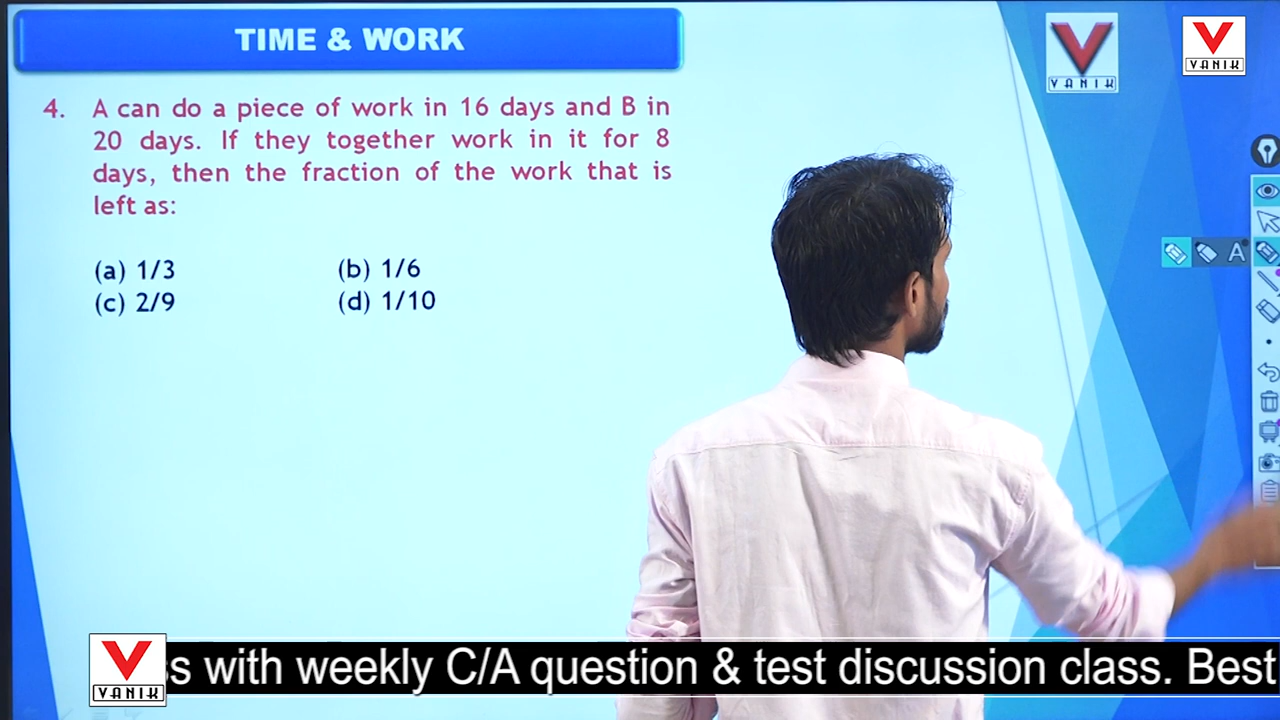 TIME & WORK
4. A can do a piece of work in 16 days and B in
20 days. If they together work in it for 8
days, then the fraction of the work that is
left as:
(a) 1/3 (b) 1/6
(c) 2/9 (d) 1/10
VANIK
VANIK
A
VANIK
ss with weekly C/A question & test discussion class. Best